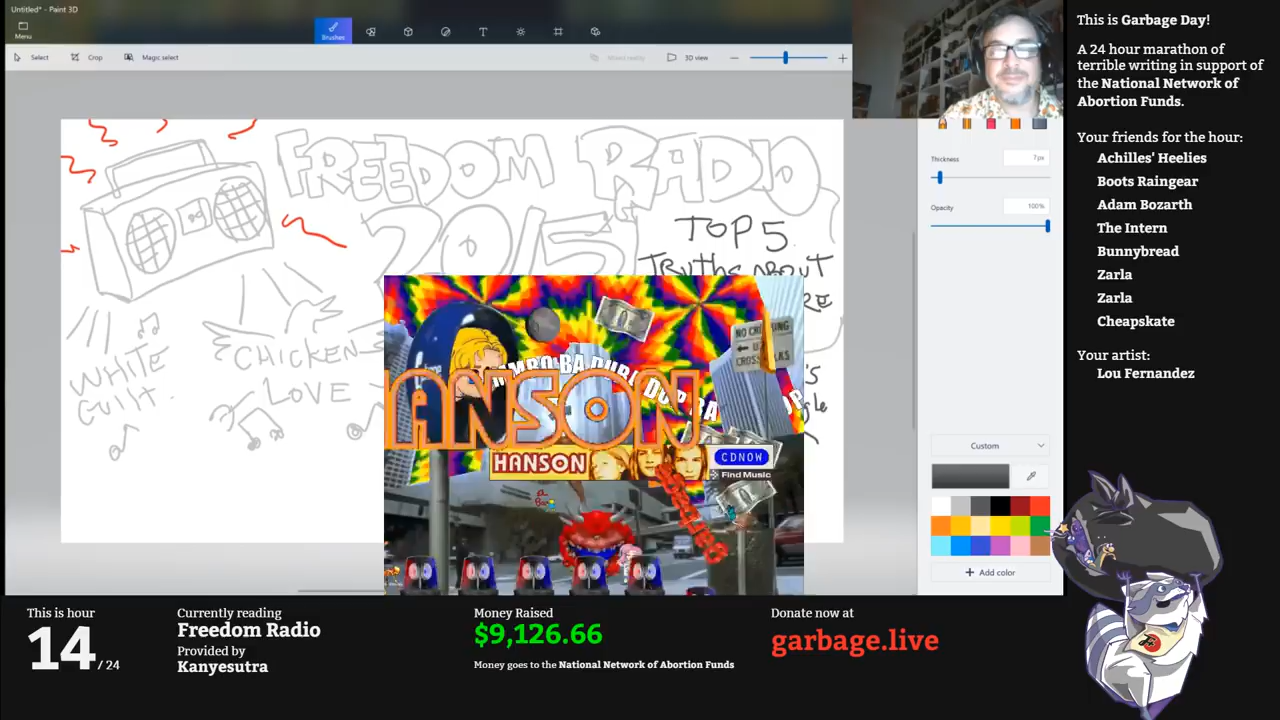 Untitled* - Paint 3D
Menu
Brushes
Select
Crop
Magic select
Mixed reality
3D view
This is Garbage Day!
A 24 hour marathon of
terrible writing in support of
the National Network of
Abortion Funds.
Your friends for the hour:
Achilles' Heelies
Boots Raingear
Adam Bozarth
The Intern
Bunnybread
Zarla
Zarla
Cheapskate
Your artist:
Lou Fernandez
Thickness
7px
Opacity
100%
Custom
+ Add color
FREEDOM RADIO
2015
TOP 5
TRUTHS ABOUT
WHITE
GUILT
CHICKEN
LOVE
HANSON
HANSON
CDNOW
Find Music
This is hour
14 / 24
Currently reading
Freedom Radio
Provided by
Kanyesutra
Money Raised
$9,126.66
Money goes to the National Network of Abortion Funds
Donate now at
garbage.live